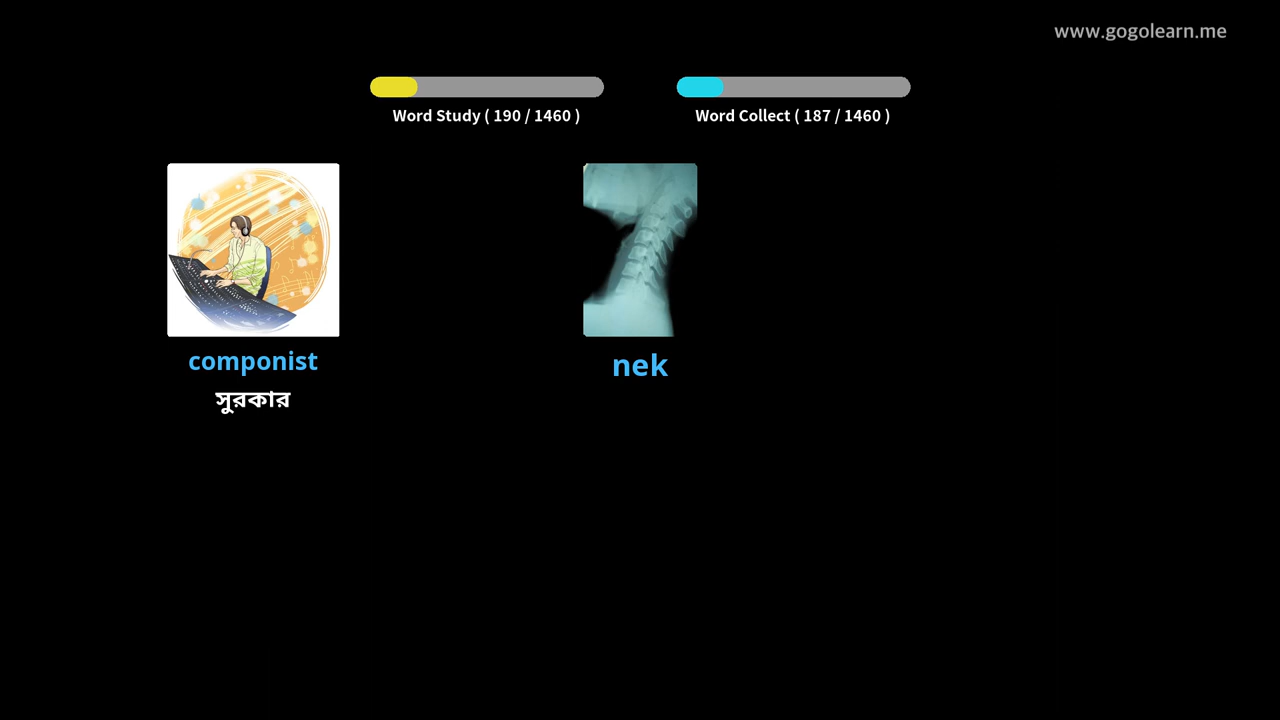 www.gogolearn.me
Word Study ( 190 / 1460 )
Word Collect ( 187 / 1460 )
componist
সুরকার
nek